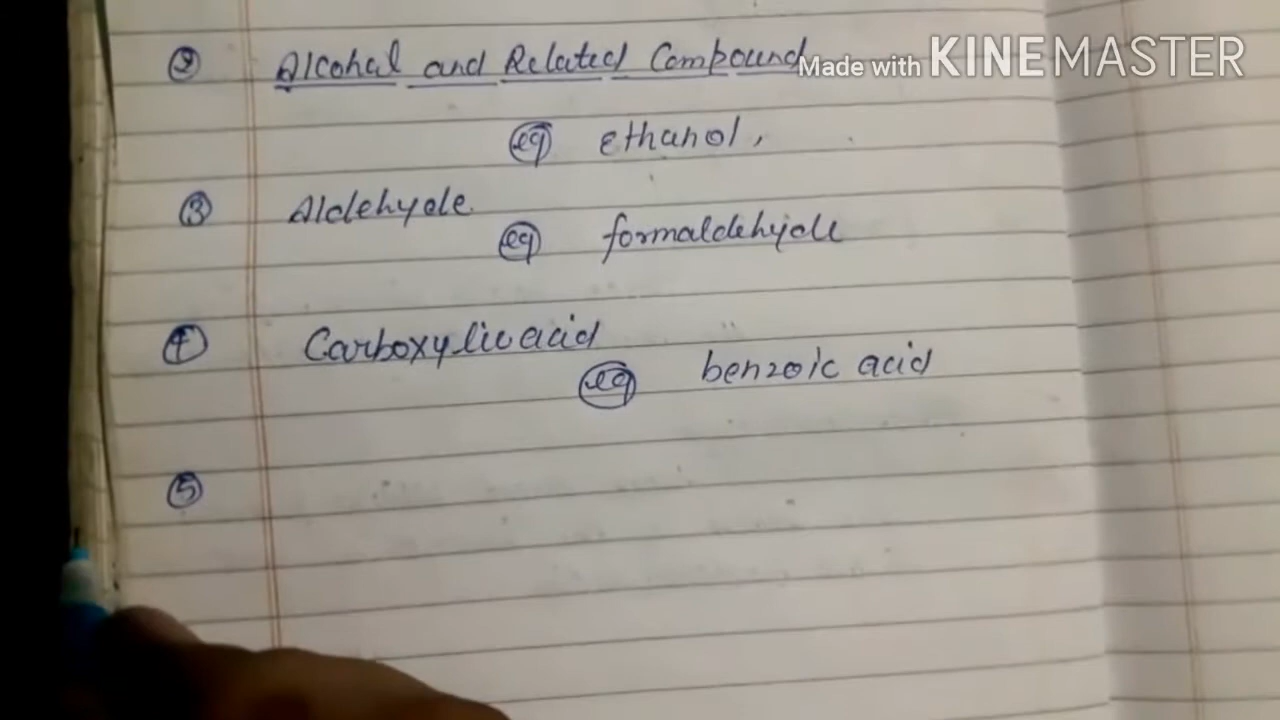 ② Alcohal and Related Compound
Made with KINEMASTER
eg ethanol,
③ Aldehyde
eg formaldehyde
④ Carboxylic acid
eg benzoic acid
⑤